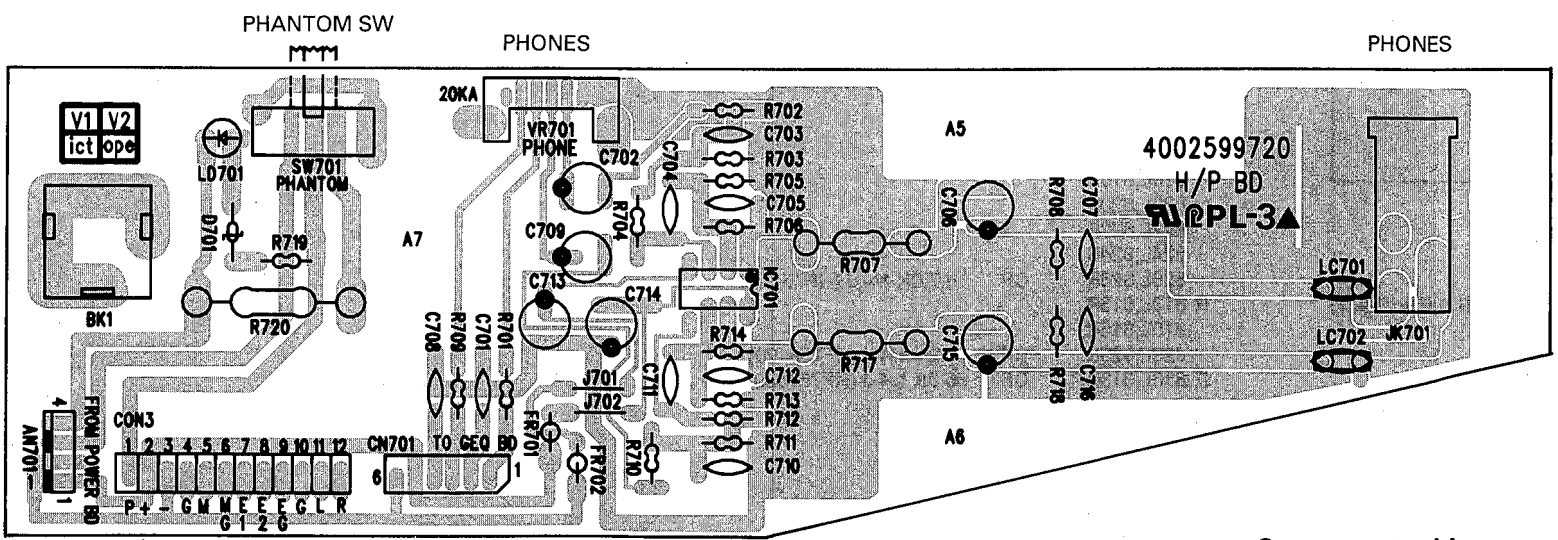 PHANTOM SW
PHONES
PHONES
V1 V2
ict ope
LD701
SW701
PHANTOM
20KA
VR701
PHONE
C702
C704
R702
C703
R703
R705
C705
R706
A5
4002599720
H/P BD
PL-3
D701
R719
A7
C709
R704
C706
R708
C707
BK1
R720
C713
C714
IC701
R707
LC701
JK701
C708
R709
C701
R701
J701
J702
C711
R714
C712
R713
R712
R711
C710
R717
C715
R718
C716
LC702
A6
AN701
4
1
FROM POWER BD
CON3
1 2 3 4 5 6 7 8 9 10 11 12
P + - G M M E E E G L R
G 1 2 G
CN701 TO GEQ BD
6
1
FR701
FR702
R710